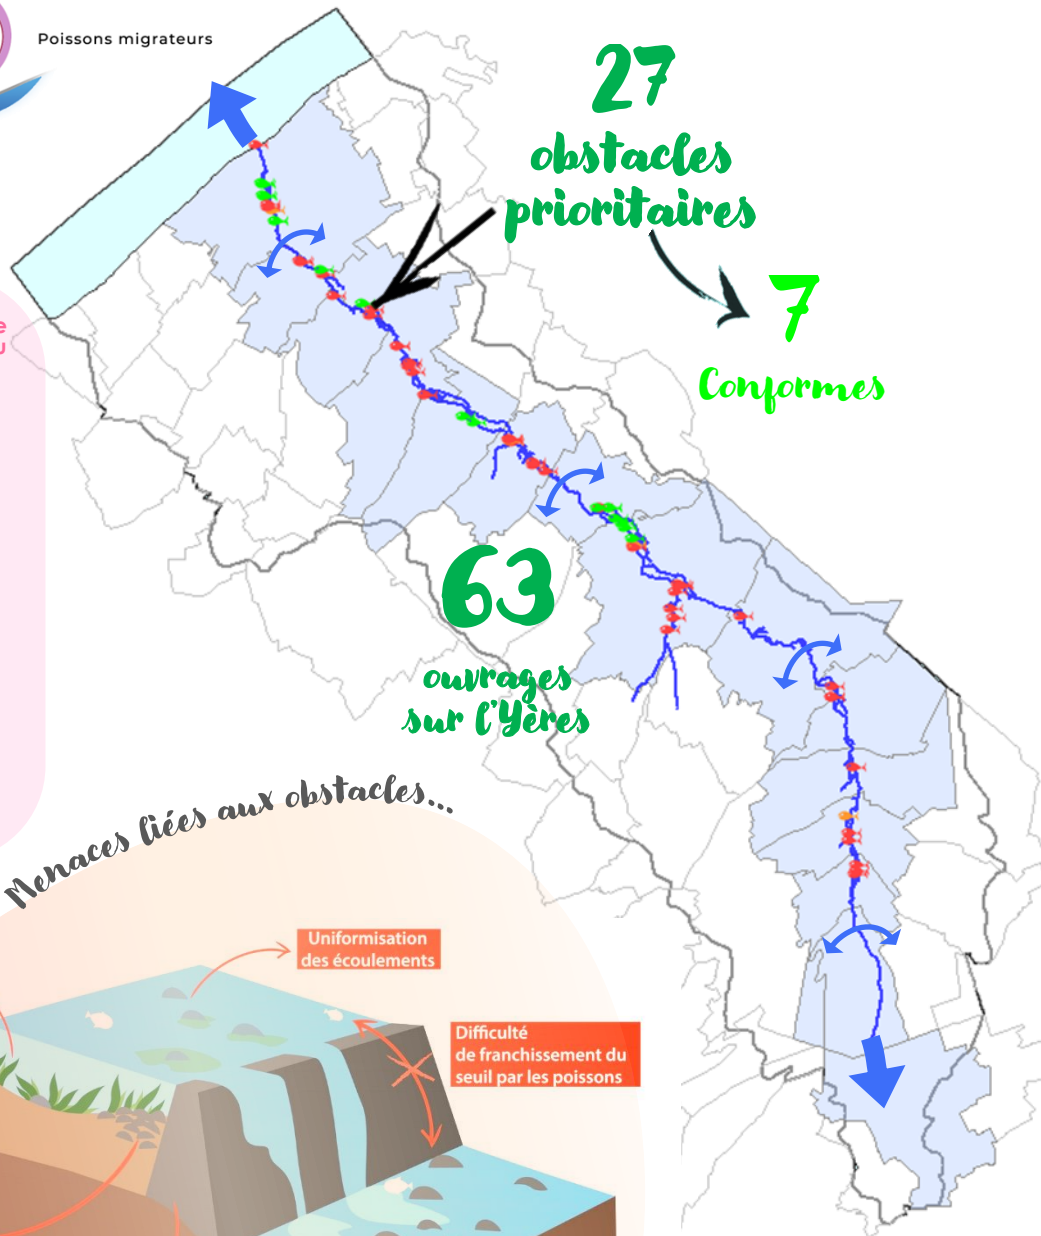 Poissons migrateurs
27
obstacles
prioritaires
7
Conformes
e
u
63
ouvrages
sur l'Yères
Menaces liées aux obstacles...
Uniformisation
des écoulements
Difficulté
de franchissement du
seuil par les poissons